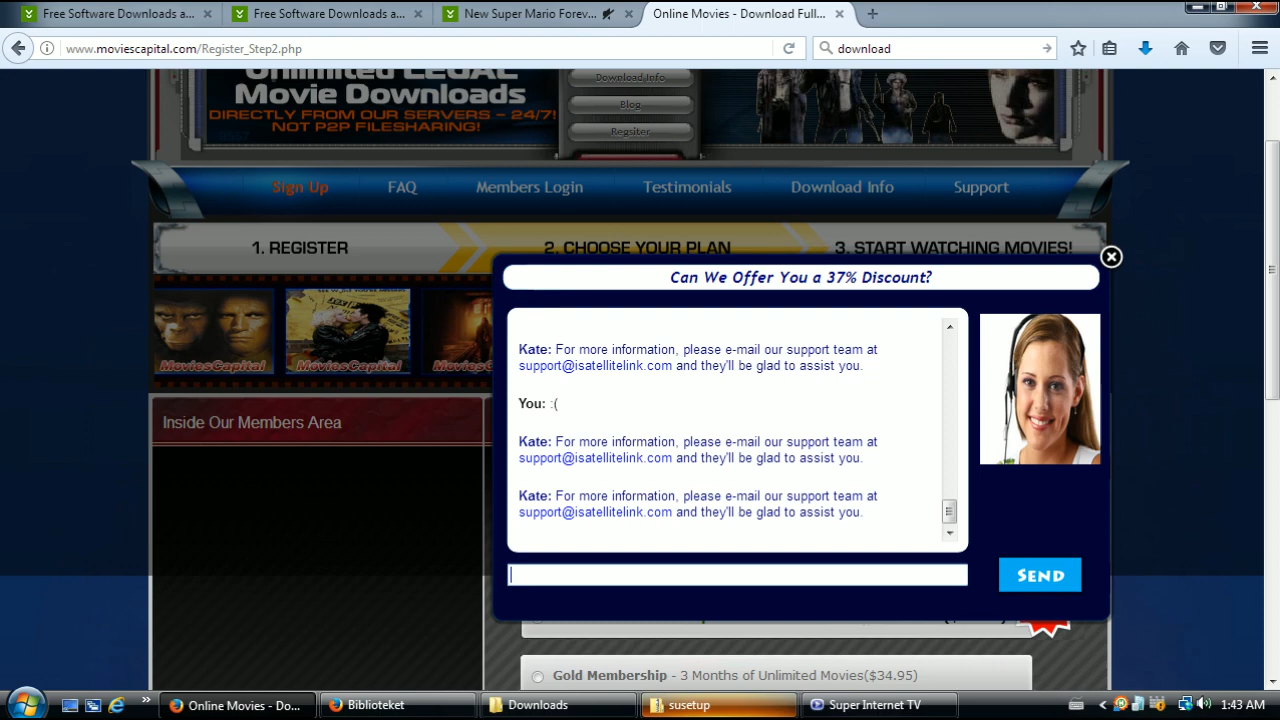 Free Software Downloads a...
Free Software Downloads a...
New Super Mario Forev...
Online Movies - Download Full...
www.moviescapital.com/Register_Step2.php
download
Unlimited LEGAL
Movie Downloads
DIRECTLY FROM OUR SERVERS - 24/7!
NOT P2P FILESHARING!
Download Info
Blog
Regsiter
Sign Up
FAQ
Members Login
Testimonials
Download Info
Support
1. REGISTER
2. CHOOSE YOUR PLAN
3. START WATCHING MOVIES!
MoviesCapital
MoviesCapital
Can We Offer You a 37% Discount?
Kate: For more information, please e-mail our support team at
support@isatellitelink.com and they'll be glad to assist you.
You: :(
Kate: For more information, please e-mail our support team at
support@isatellitelink.com and they'll be glad to assist you.
Kate: For more information, please e-mail our support team at
support@isatellitelink.com and they'll be glad to assist you.
SEND
Inside Our Members Area
Gold Membership - 3 Months of Unlimited Movies($34.95)
Online Movies - Do...
Biblioteket
Downloads
susetup
Super Internet TV
1:43 AM